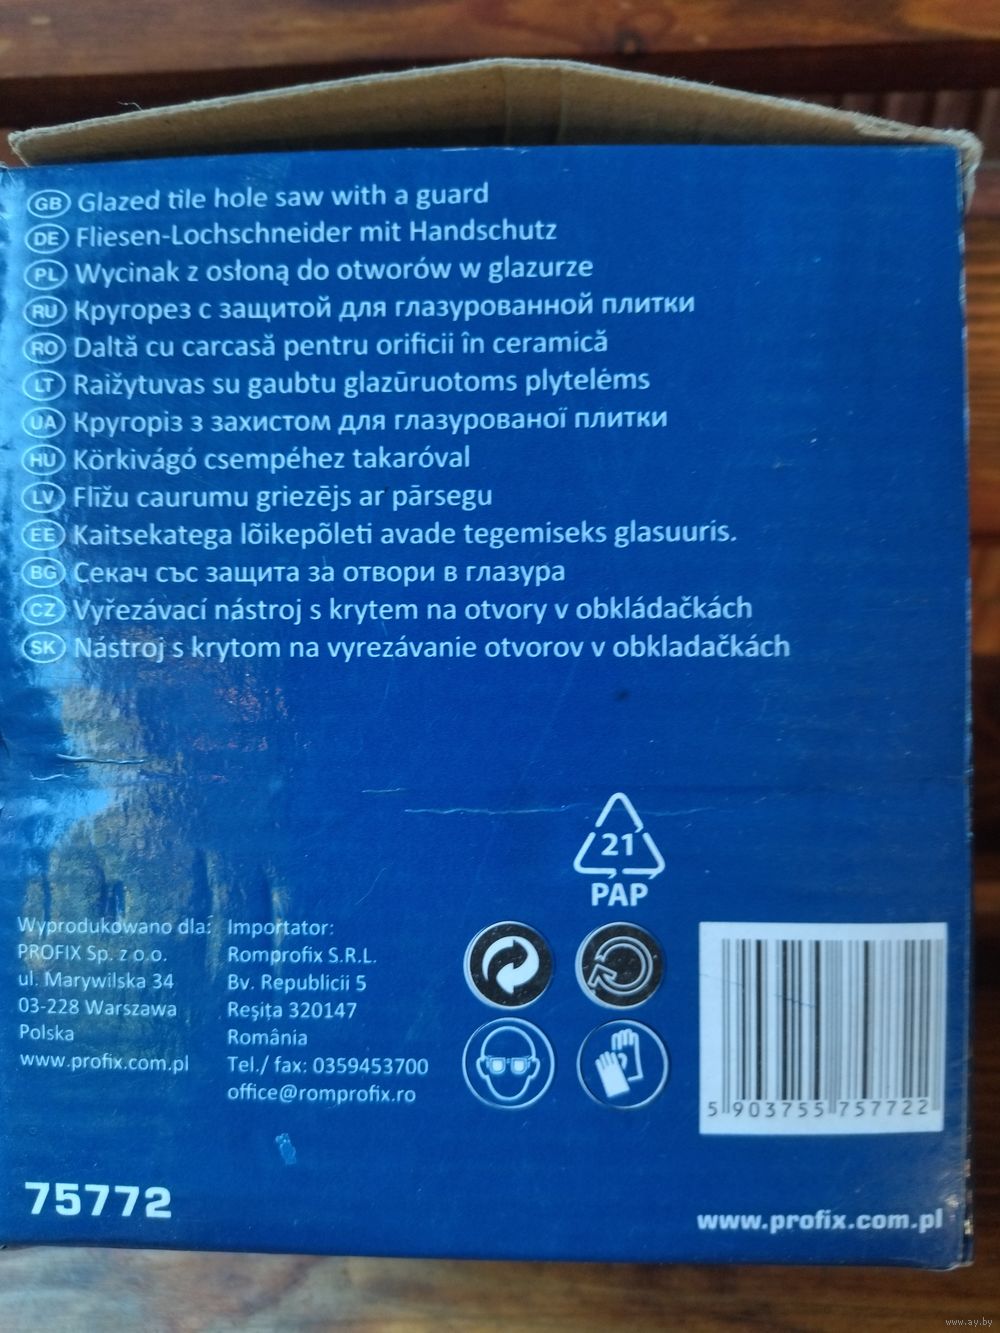 GB Glazed tile hole saw with a guard
DE Fliesen-Lochschneider mit Handschutz
PL Wycinak z osłoną do otworów w glazurze
RU Кругорез с защитой для глазурованной плитки
RO Daltă cu carcasă pentru orificii în ceramică
LT Raižytuvas su gaubtu glazūruotoms plytelėms
UA Кругоріз з захистом для глазурованої плитки
HU Körkivágó csempéhez takaróval
LV Flīžu caurumu griezējs ar pārsegu
EE Kaitsekatega lõikepõleti avade tegemiseks glasuuris.
BG Секач със защита за отвори в глазура
CZ Vyřezávací nástroj s krytem na otvory v obkládačkách
SK Nástroj s krytom na vyrezávanie otvorov v obkladačkách
21
PAP
Wyprodukowano dla:
PROFIX Sp. z o.o.
ul. Marywilska 34
03-228 Warszawa
Polska
www.profix.com.pl
Importator:
Romprofix S.R.L.
Bv. Republicii 5
Reşiţa 320147
România
Tel./ fax: 0359453700
office@romprofix.ro
5 903755 757722
75772
www.profix.com.pl
www.ay.by